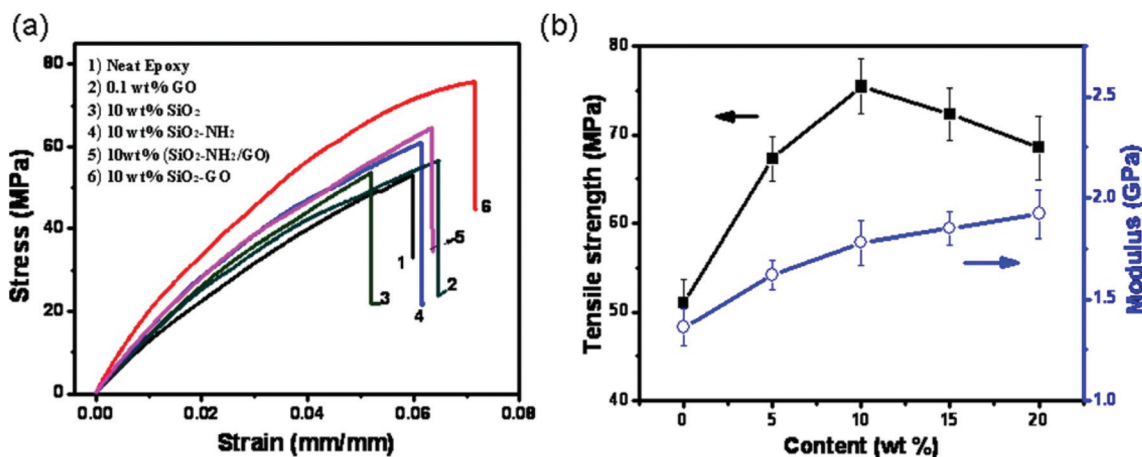 (a)
80
60
40
20
0
Stress (MPa)
1) Neat Epoxy
2) 0.1 wt% GO
3) 10 wt% SiO₂
4) 10 wt% SiO₂-NH₂
5) 10wt% (SiO₂-NH₂/GO)
6) 10 wt% SiO₂-GO
6
5
1
2
3
4
0.00 0.02 0.04 0.06 0.08
Strain (mm/mm)
(b)
80
70
60
50
40
Tensile strength (MPa)
2.5
2.0
1.5
1.0
Modulus (GPa)
0 5 10 15 20
Content (wt %)